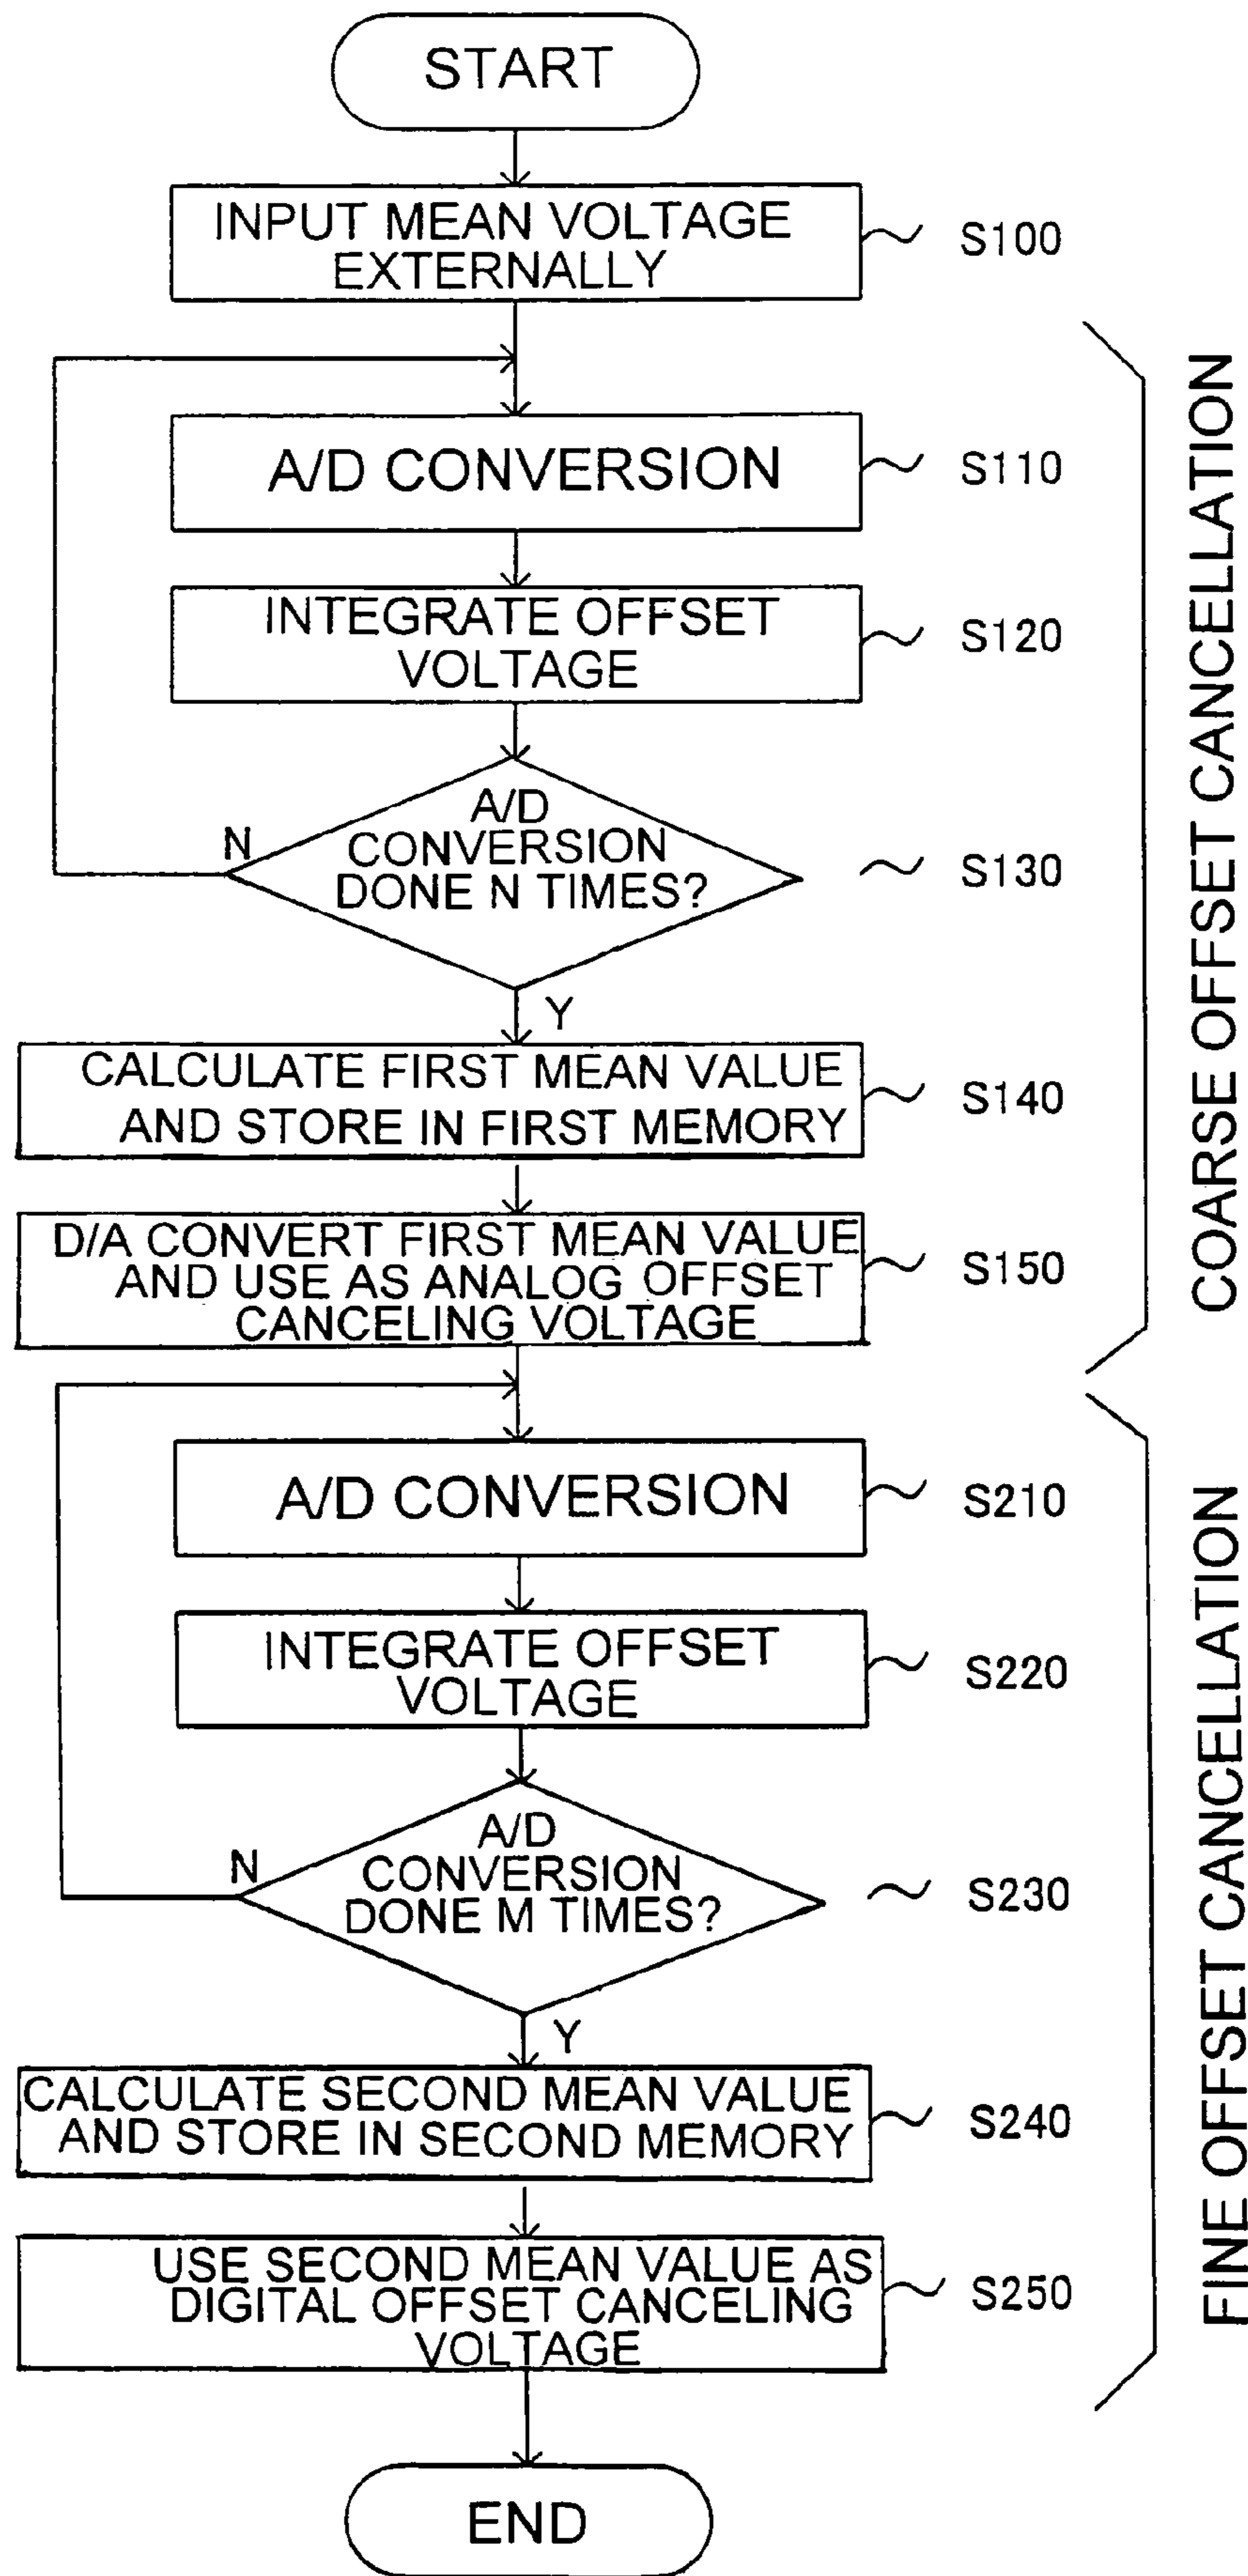 START
INPUT MEAN VOLTAGE
EXTERNALLY
S100
A/D CONVERSION
S110
INTEGRATE OFFSET
VOLTAGE
S120
A/D
CONVERSION
DONE N TIMES?
N
S130
Y
CALCULATE FIRST MEAN VALUE
AND STORE IN FIRST MEMORY
S140
D/A CONVERT FIRST MEAN VALUE
AND USE AS ANALOG OFFSET
CANCELING VOLTAGE
S150
COARSE OFFSET CANCELLATION
A/D CONVERSION
S210
INTEGRATE OFFSET
VOLTAGE
S220
A/D
CONVERSION
DONE M TIMES?
N
S230
Y
CALCULATE SECOND MEAN VALUE
AND STORE IN SECOND MEMORY
S240
USE SECOND MEAN VALUE AS
DIGITAL OFFSET CANCELING
VOLTAGE
S250
FINE OFFSET CANCELLATION
END